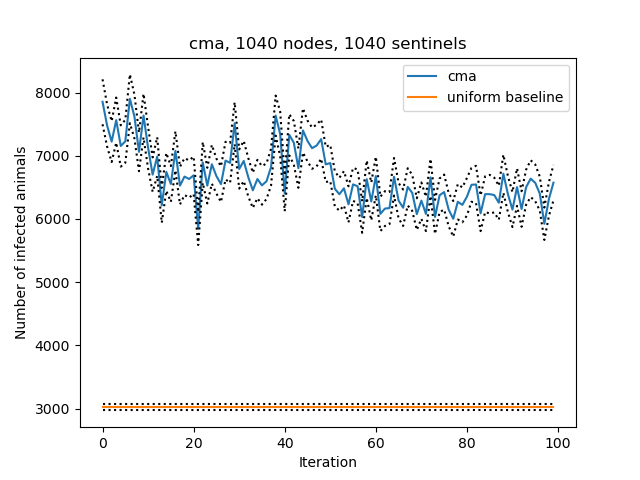 cma, 1040 nodes, 1040 sentinels
cma
uniform baseline
Number of infected animals
8000
7000
6000
5000
4000
3000
0 20 40 60 80 100
Iteration